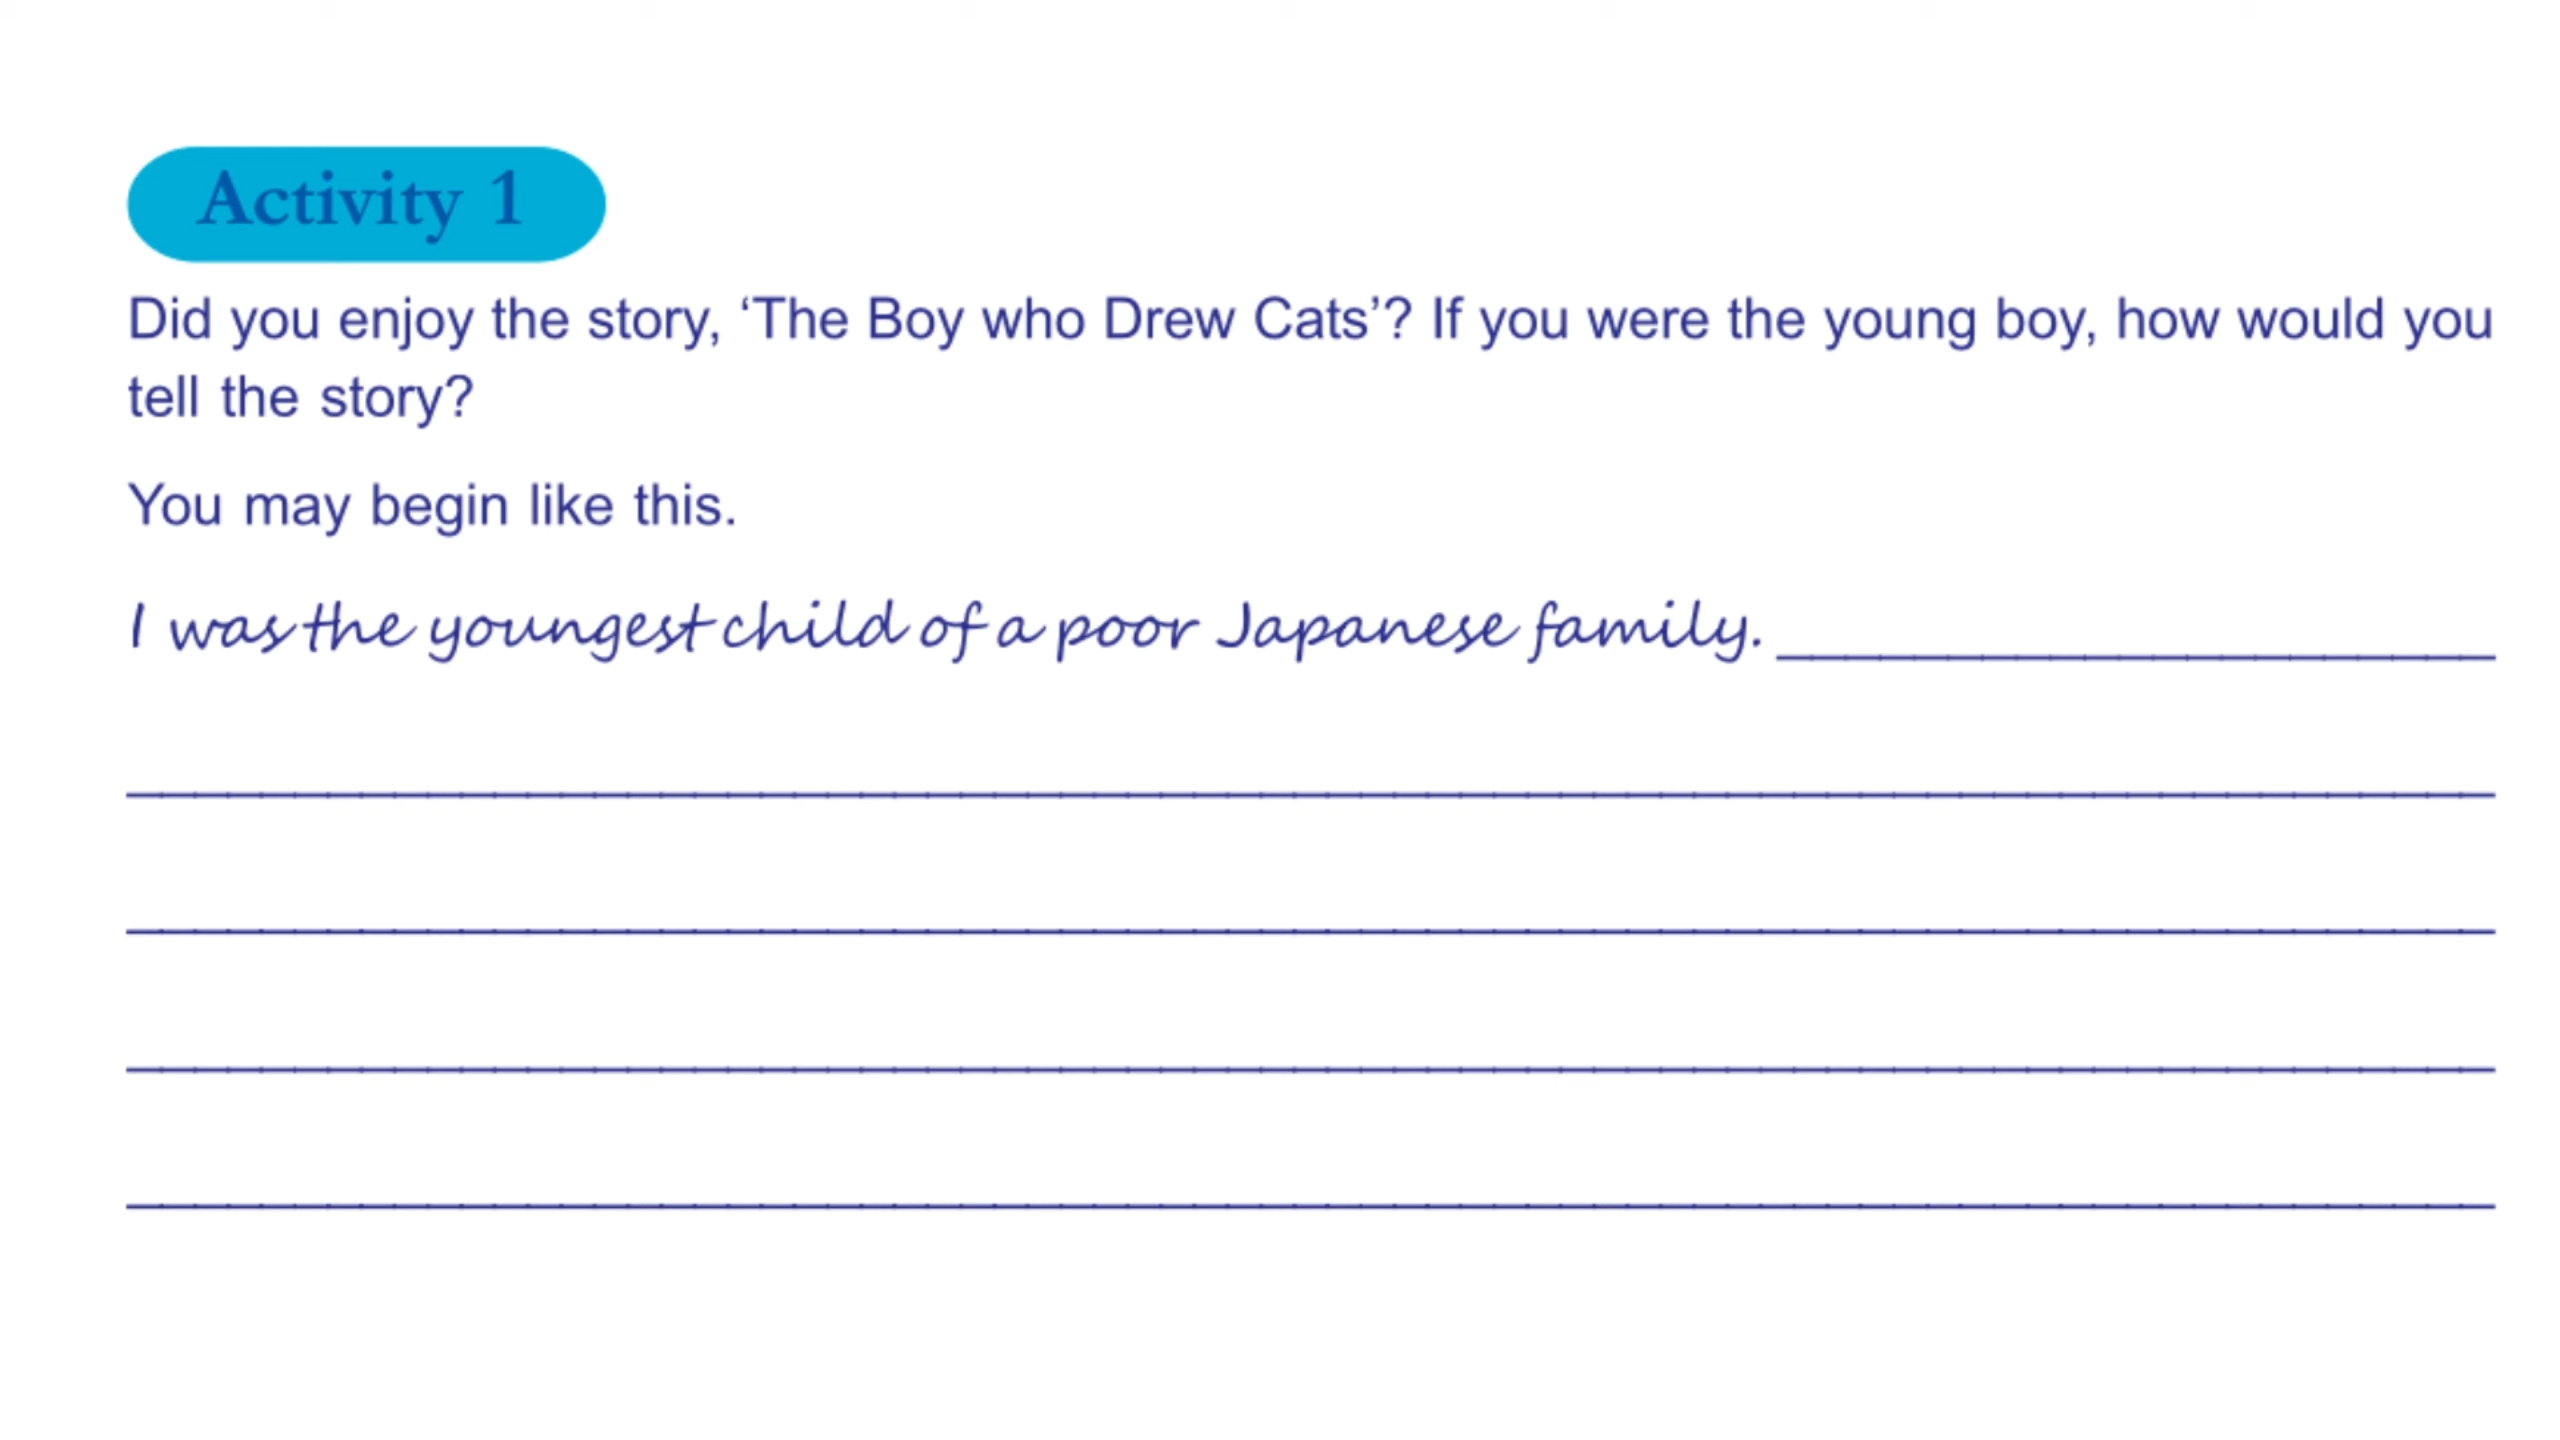 Activity 1
Did you enjoy the story, ‘The Boy who Drew Cats’? If you were the young boy, how would you
tell the story?
You may begin like this.
I was the youngest child of a poor Japanese family.